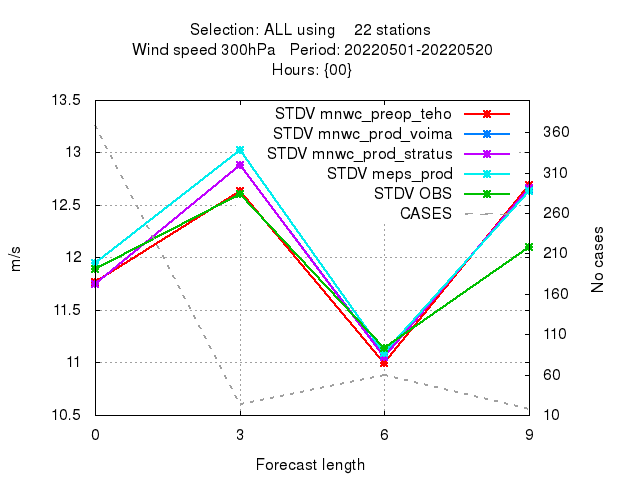 Selection: ALL using 22 stations
Wind speed 300hPa Period: 20220501-20220520
Hours: {00}
STDV mnwc_preop_teho
STDV mnwc_prod_voima
STDV mnwc_prod_stratus
STDV meps_prod
STDV OBS
CASES
13.5
13
12.5
12
11.5
11
10.5
m/s
360
310
260
210
160
110
60
10
No cases
0 3 6 9
Forecast length